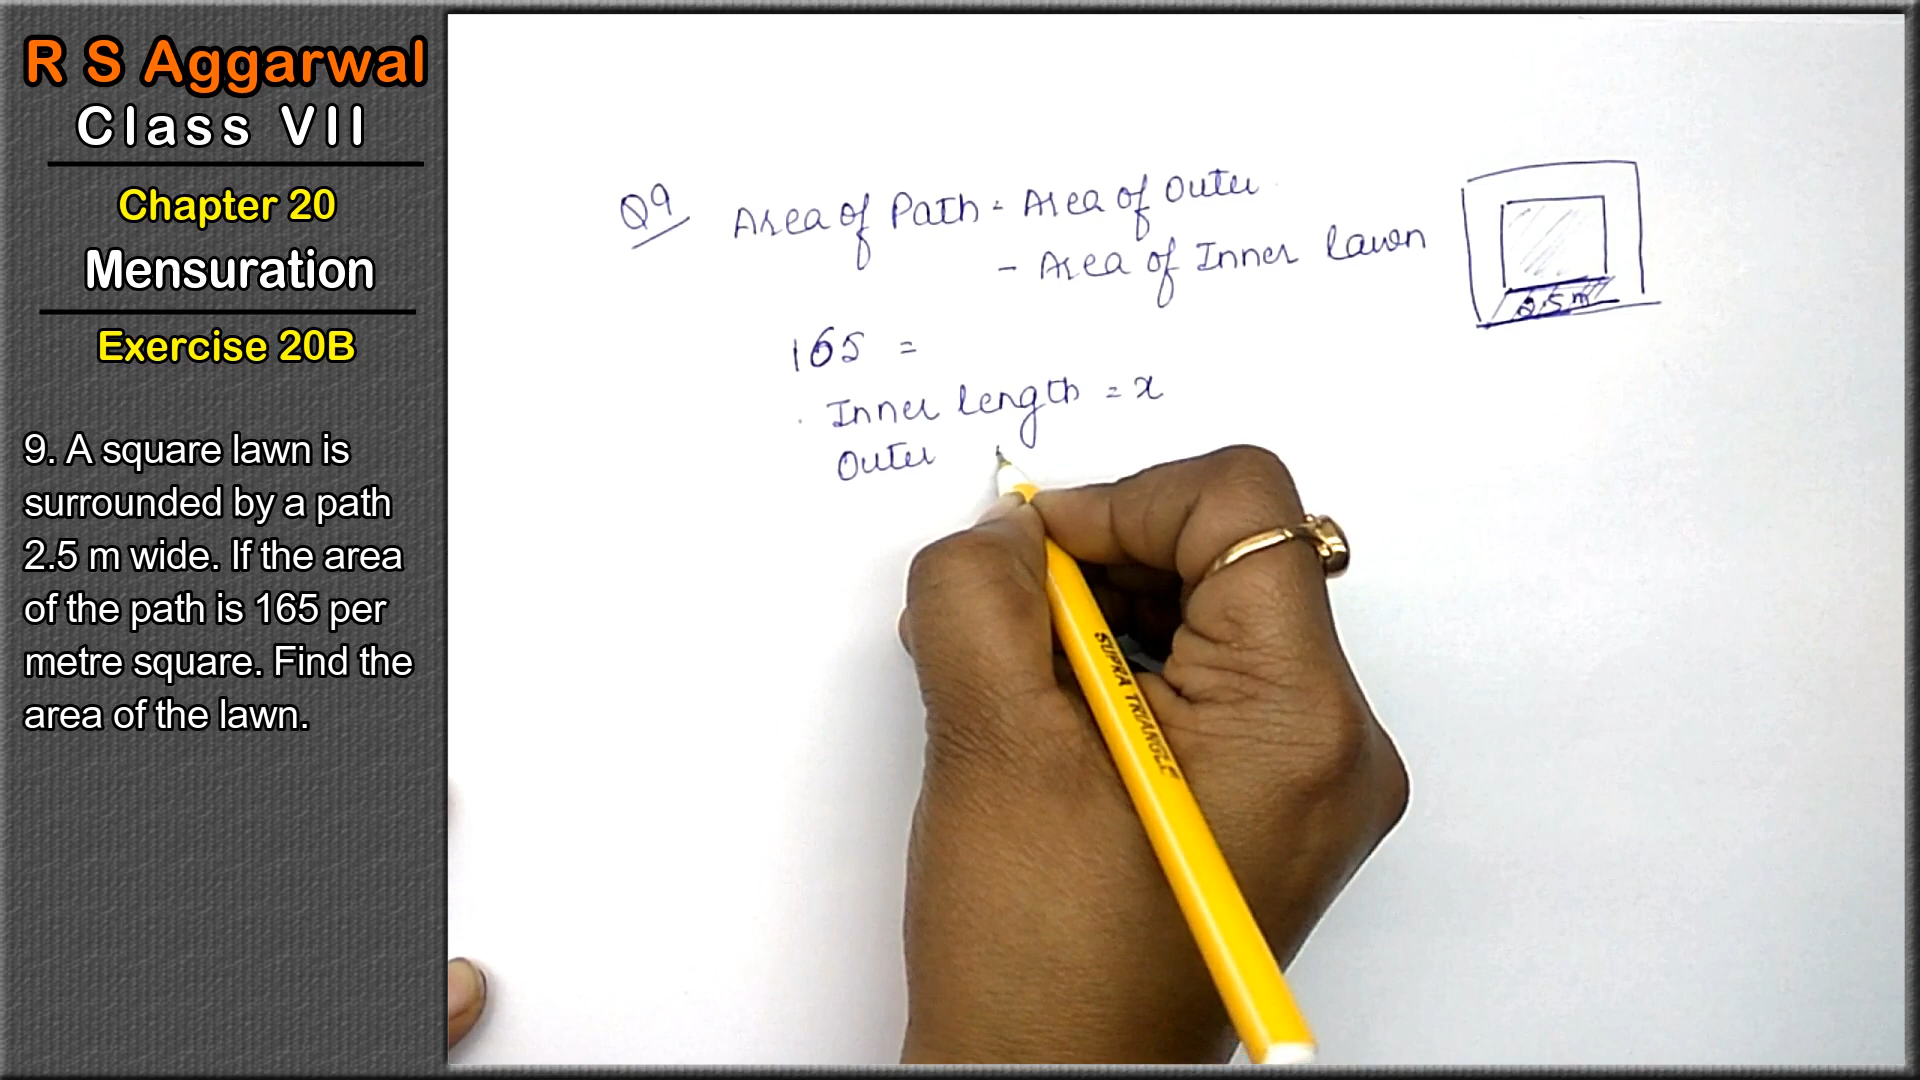 R S Aggarwal
Class VII
Chapter 20
Mensuration
Exercise 20B
9. A square lawn is
surrounded by a path
2.5 m wide. If the area
of the path is 165 per
metre square. Find the
area of the lawn.
Q9 Area of Path = Area of Outer
- Area of Inner lawn
2.5 m
165 =
Inner length = x
Outer
SUPRA TRIANGLE